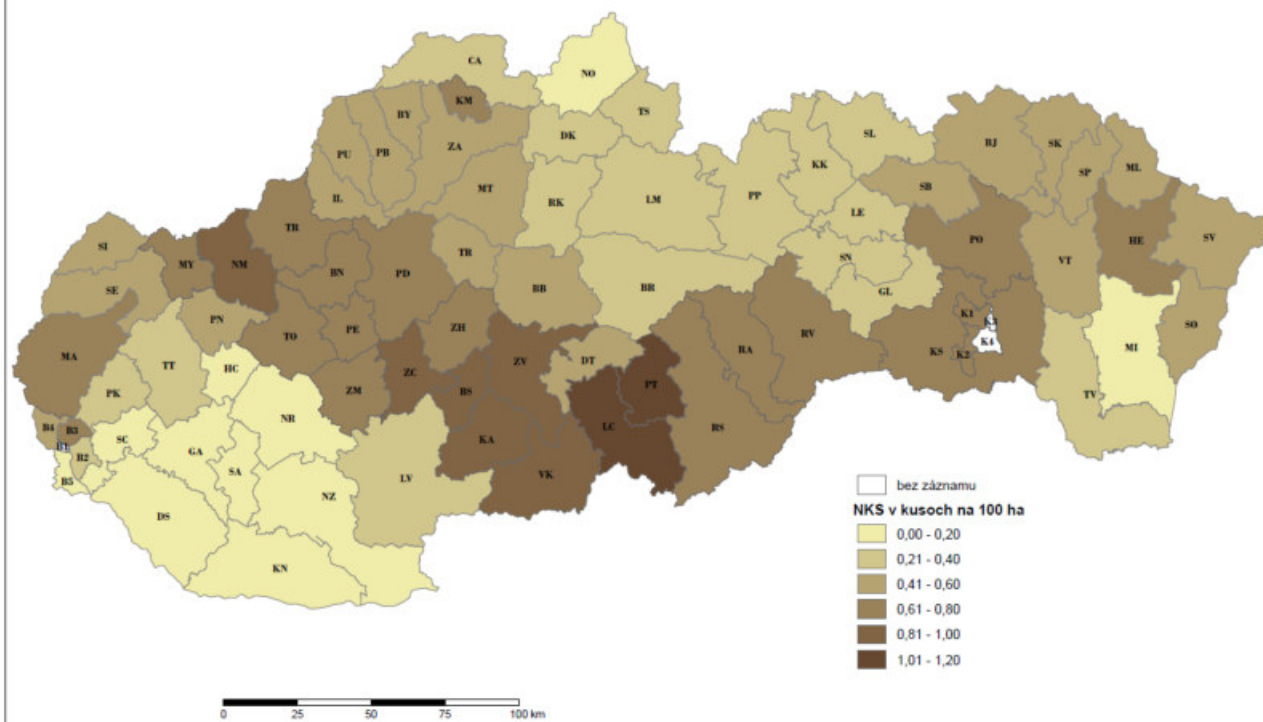 CA
NO
KM
TS
BY
DK
SL
PU
PB
ZA
KK
BJ
SK
SP
ML
IL
MT
RK
LM
PP
SB
LE
TR
SI
MY
NM
BN
PD
TR
PO
HE
SV
SE
BB
BR
SN
VT
GL
PN
TO
PE
ZH
K1
K3
SO
MA
TT
HC
ZM
ZC
BS
ZV
DT
RA
RV
KS
K2
K4
MI
PK
PT
B4
B3
NR
KA
LC
RS
TV
B1
B2
SC
GA
SA
LV
VK
B5
DS
NZ
KN
bez záznamu
NKS v kusoch na 100 ha
0,00 - 0,20
0,21 - 0,40
0,41 - 0,60
0,61 - 0,80
0,81 - 1,00
1,01 - 1,20
0 25 50 75 100 km